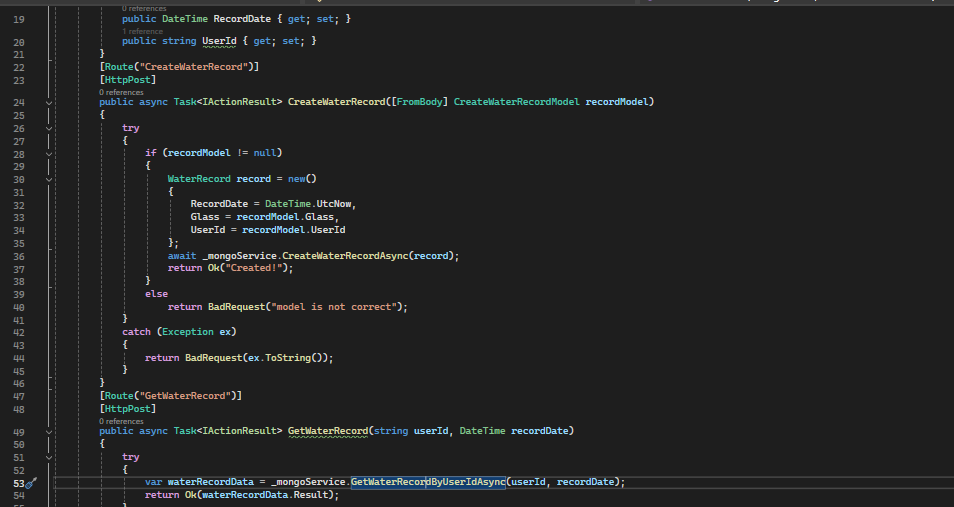 0 references
19 public DateTime RecordDate { get; set; }
1 reference
20 public string UserId { get; set; }
21 }
22 [Route("CreateWaterRecord")]
23 [HttpPost]
0 references
24 public async Task<IActionResult> CreateWaterRecord([FromBody] CreateWaterRecordModel recordModel)
25 {
26 try
27 {
28 if (recordModel != null)
29 {
30 WaterRecord record = new()
31 {
32 RecordDate = DateTime.UtcNow,
33 Glass = recordModel.Glass,
34 UserId = recordModel.UserId
35 };
36 await _mongoService.CreateWaterRecordAsync(record);
37 return Ok("Created!");
38 }
39 else
40 return BadRequest("model is not correct");
41 }
42 catch (Exception ex)
43 {
44 return BadRequest(ex.ToString());
45 }
46 }
47 [Route("GetWaterRecord")]
48 [HttpPost]
0 references
49 public async Task<IActionResult> GetWaterRecord(string userId, DateTime recordDate)
50 {
51 try
52 {
53 var waterRecordData = _mongoService.GetWaterRecordByUserIdAsync(userId, recordDate);
54 return Ok(waterRecordData.Result);